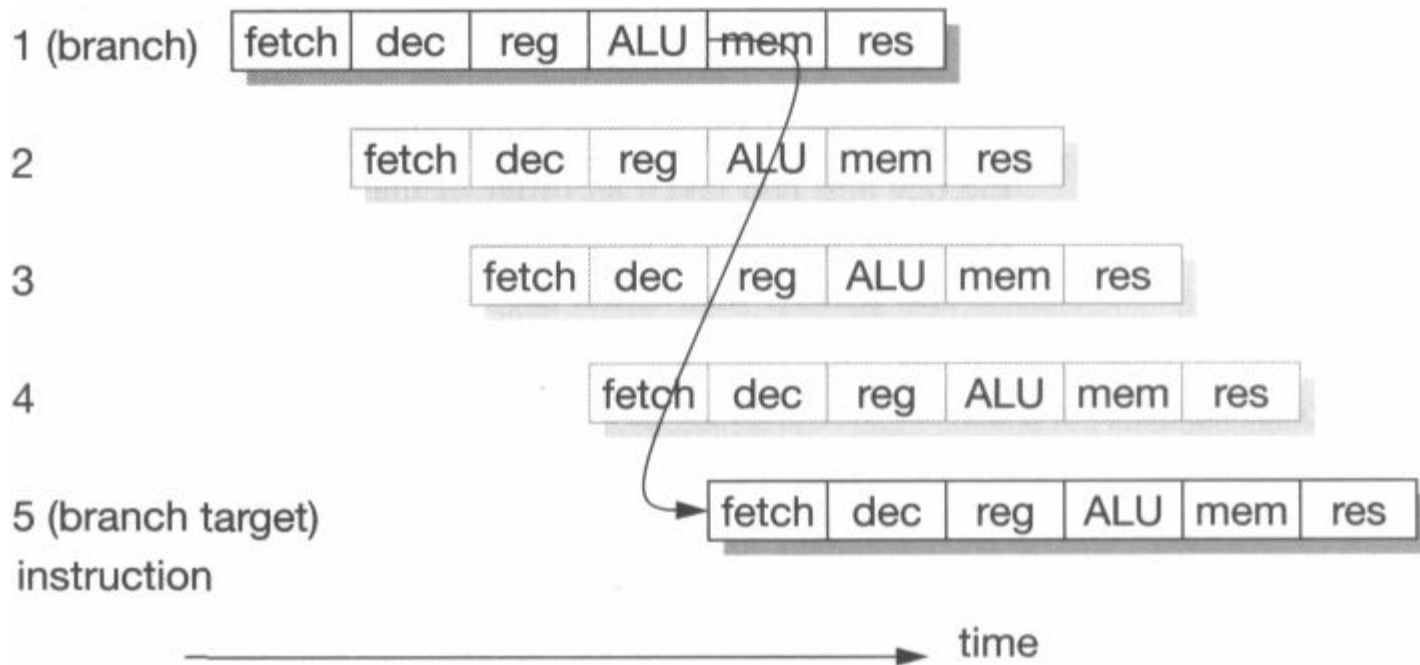 1 (branch) fetch dec reg ALU mem res
2 fetch dec reg ALU mem res
3 fetch dec reg ALU mem res
4 fetch dec reg ALU mem res
5 (branch target) fetch dec reg ALU mem res
instruction
time